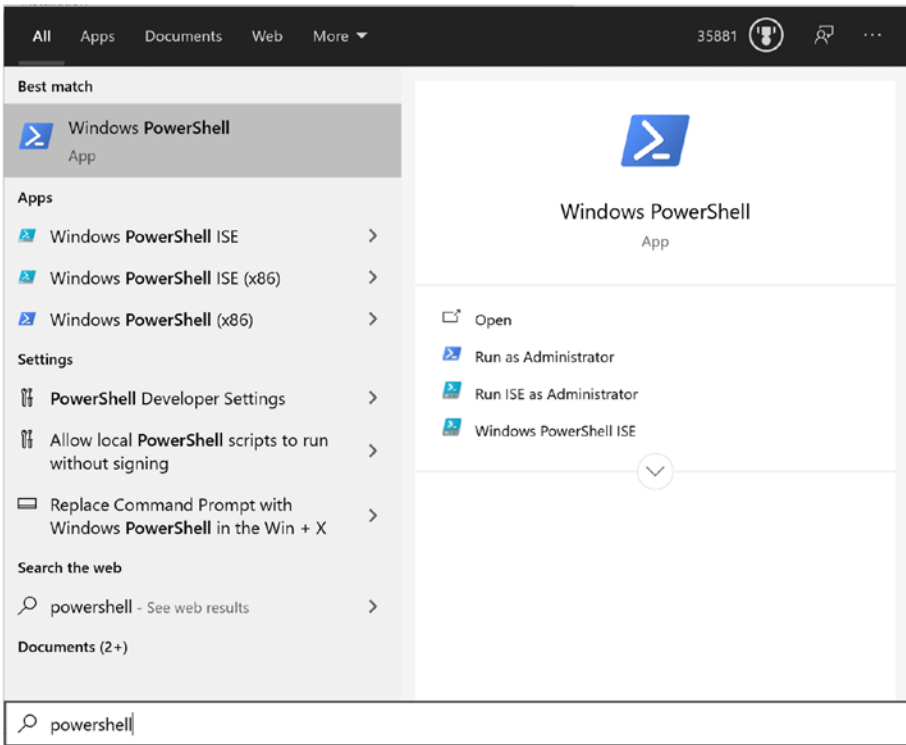 All Apps Documents Web More 35881
Best match
Windows PowerShell
App
Apps
Windows PowerShell ISE
Windows PowerShell ISE (x86)
Windows PowerShell (x86)
Settings
PowerShell Developer Settings
Allow local PowerShell scripts to run
without signing
Replace Command Prompt with
Windows PowerShell in the Win + X
Search the web
powershell - See web results
Documents (2+)
Windows PowerShell
App
Open
Run as Administrator
Run ISE as Administrator
Windows PowerShell ISE
powershell